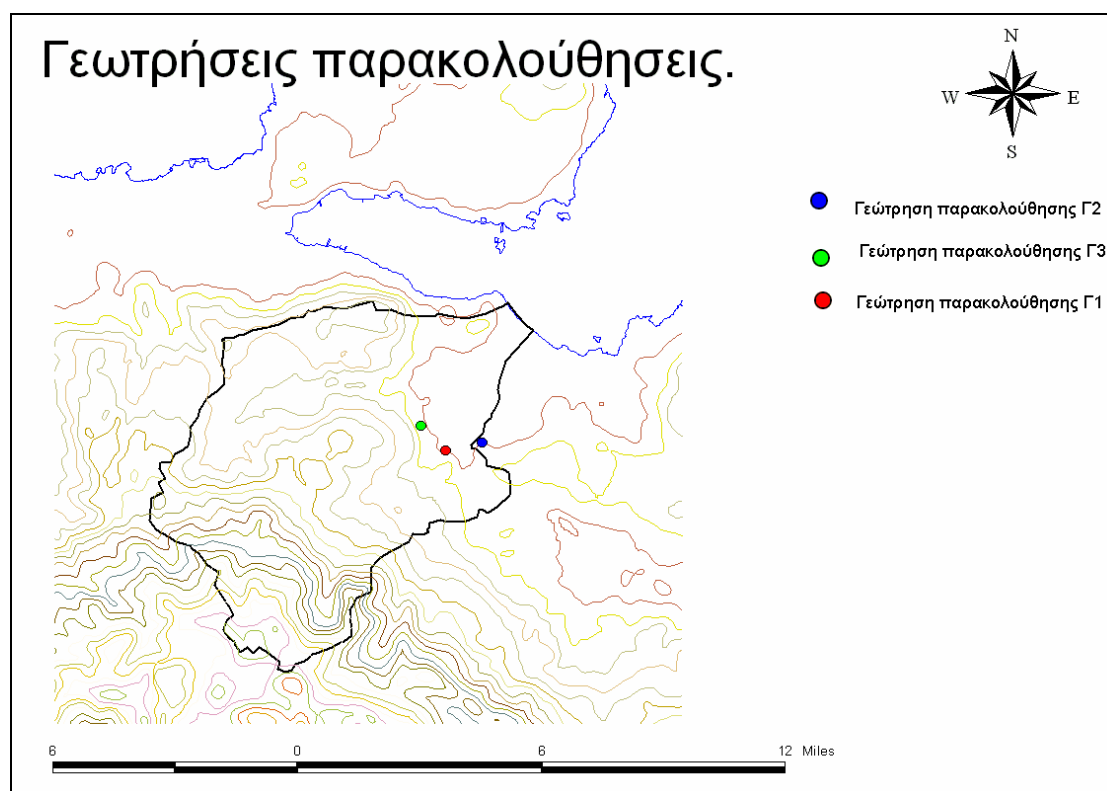 Γεωτρήσεις παρακολούθησεις.
N
W E
S
Γεώτρηση παρακολούθησης Γ2
Γεώτρηση παρακολούθησης Γ3
Γεώτρηση παρακολούθησης Γ1
6 0 6 12 Miles